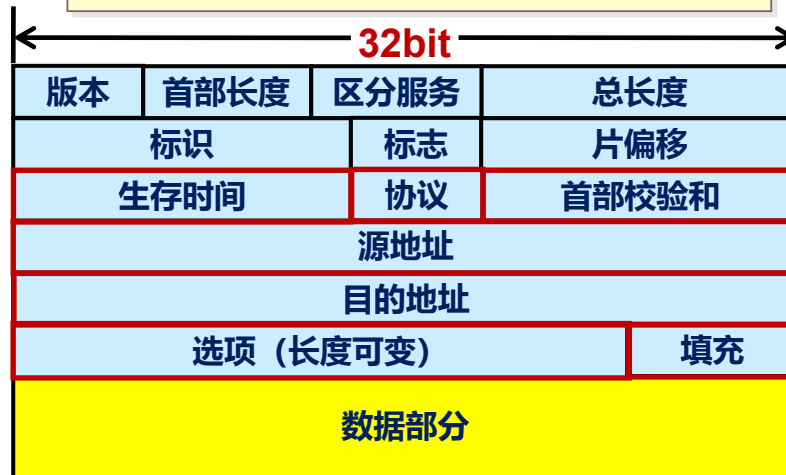 32bit
版本 首部长度 区分服务 总长度
标识 标志 片偏移
生存时间 协议 首部校验和
源地址
目的地址
选项（长度可变） 填充
数据部分